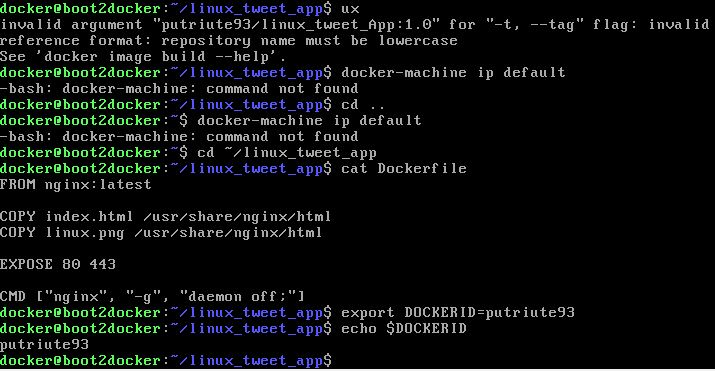 docker@boot2docker:~/linux_tweet_app$ ux
invalid argument "putriute93/linux_tweet_App:1.0" for "-t, --tag" flag: invalid
reference format: repository name must be lowercase
See 'docker image build --help'.
docker@boot2docker:~/linux_tweet_app$ docker-machine ip default
-bash: docker-machine: command not found
docker@boot2docker:~/linux_tweet_app$ cd ..
docker@boot2docker:~$ docker-machine ip default
-bash: docker-machine: command not found
docker@boot2docker:~$ cd ~/linux_tweet_app
docker@boot2docker:~/linux_tweet_app$ cat Dockerfile
FROM nginx:latest
COPY index.html /usr/share/nginx/html
COPY linux.png /usr/share/nginx/html
EXPOSE 80 443
CMD ["nginx", "-g", "daemon off;"]
docker@boot2docker:~/linux_tweet_app$ export DOCKERID=putriute93
docker@boot2docker:~/linux_tweet_app$ echo $DOCKERID
putriute93
docker@boot2docker:~/linux_tweet_app$